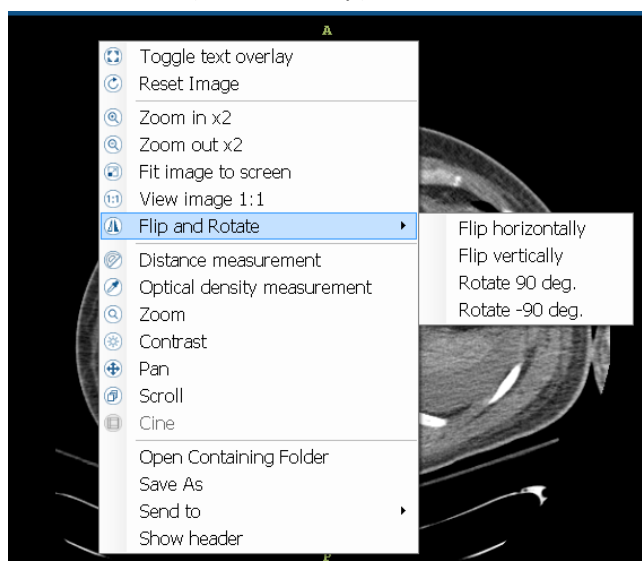 A
Toggle text overlay
Reset Image
Zoom in x2
Zoom out x2
Fit image to screen
1:1 View image 1:1
Flip and Rotate
Flip horizontally
Flip vertically
Rotate 90 deg.
Rotate -90 deg.
Distance measurement
Optical density measurement
Zoom
Contrast
Pan
Scroll
Cine
Open Containing Folder
Save As
Send to
Show header
P